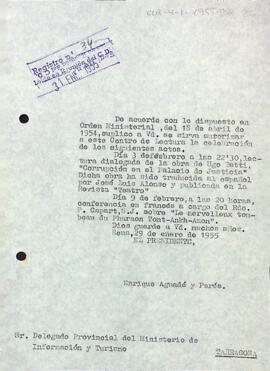 Registro n.º 34
31 ENE 1955
De acuerdo con lo dispuesto en
Orden Ministerial ,del 18 de abril de
1954,suplico a Vd. se sirva autorizar
a este Centro de Lectura la celebración
de los siguientes actos.
Día 3 de febrero a las 22'30,lec
tura dialogada de la obra de Ugo Betti.
"Corrupción en el Palacio de Justicia"
Dicha obra ha sido traducida al español
por José Luis Alonso y publicada en la
Revista "Teatro"
Día 9 de febrero, a las 20 horas,
conferencia en francés a cargo del Rdo.
P. Capart,S.J. sobre "Le merveilleux tom-
beau du Pharaon Tout-Ankh-Amon".
Dios guarde a Vd. muchos años.
Reus, 29 de enero de 1955
EL PRESIDENTE,
Enrique Aguadé y Parés.
Sr. Delegado Provincial del Ministerio de
Información y Turismo
TARRAGONA